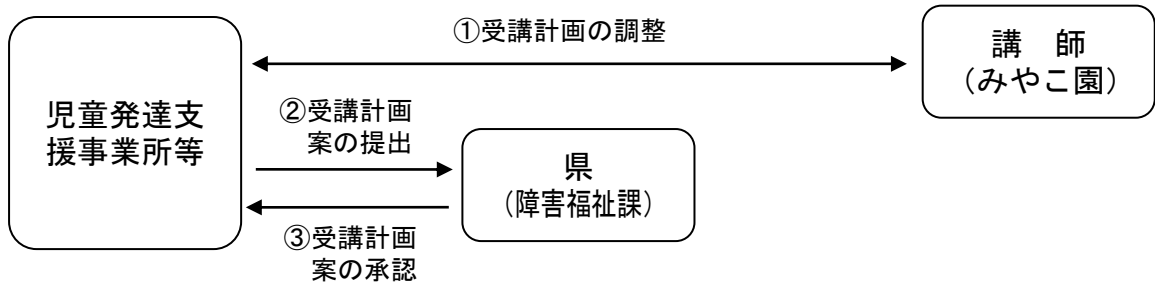 ①受講計画の調整
講　師
（みやこ園）
児童発達支
援事業所等
②受講計画
案の提出
県
（障害福祉課）
③受講計画
案の承認